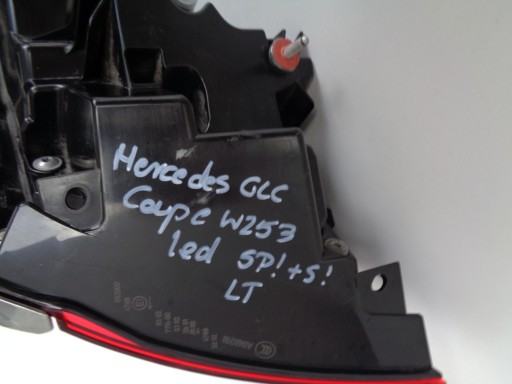 Mercedes GLC
Coupe W253
led SP!+S!
LT